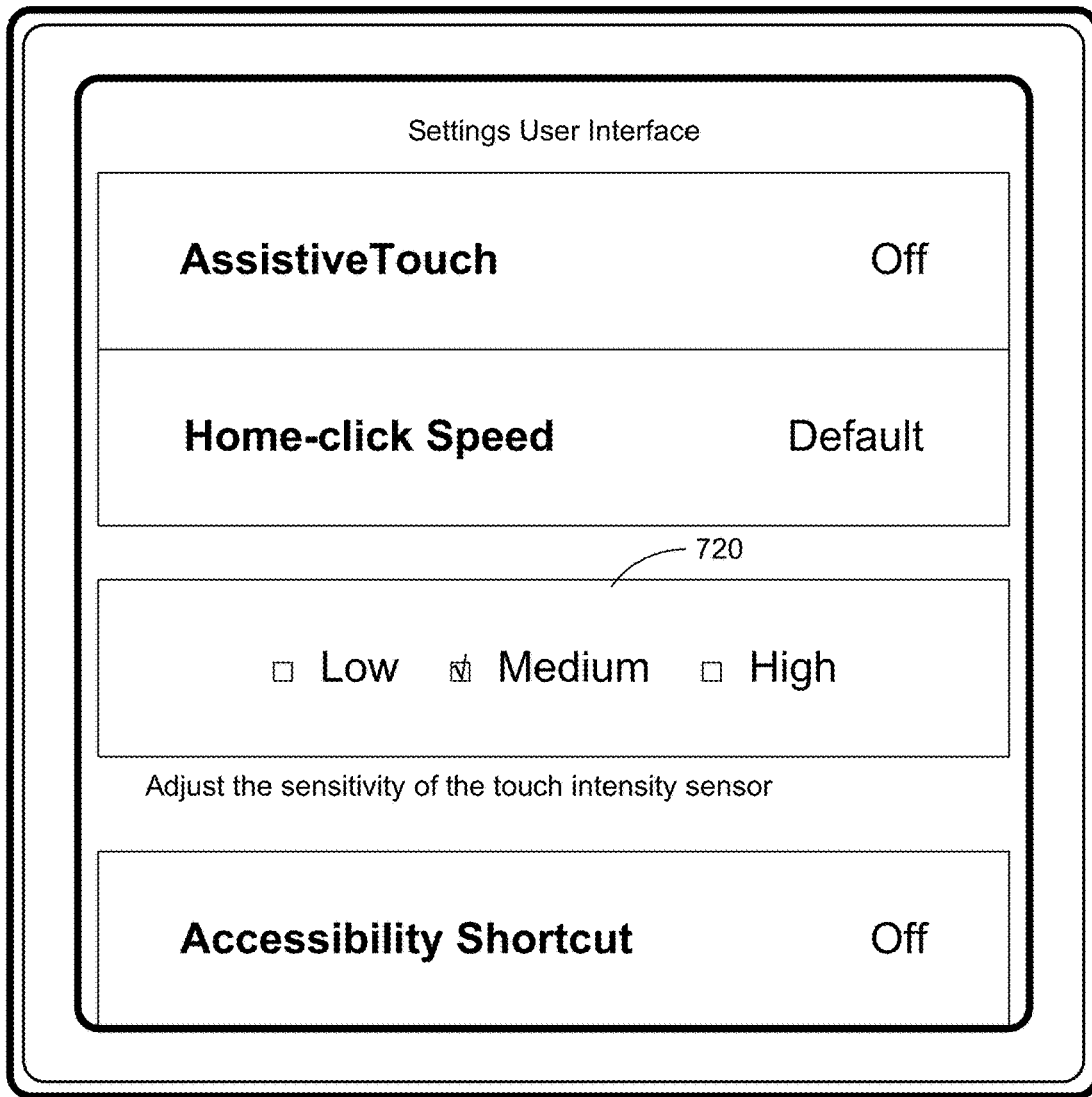 Settings User Interface
AssistiveTouch Off
Home-click Speed Default
720
Low Medium High
Adjust the sensitivity of the touch intensity sensor
Accessibility Shortcut Off